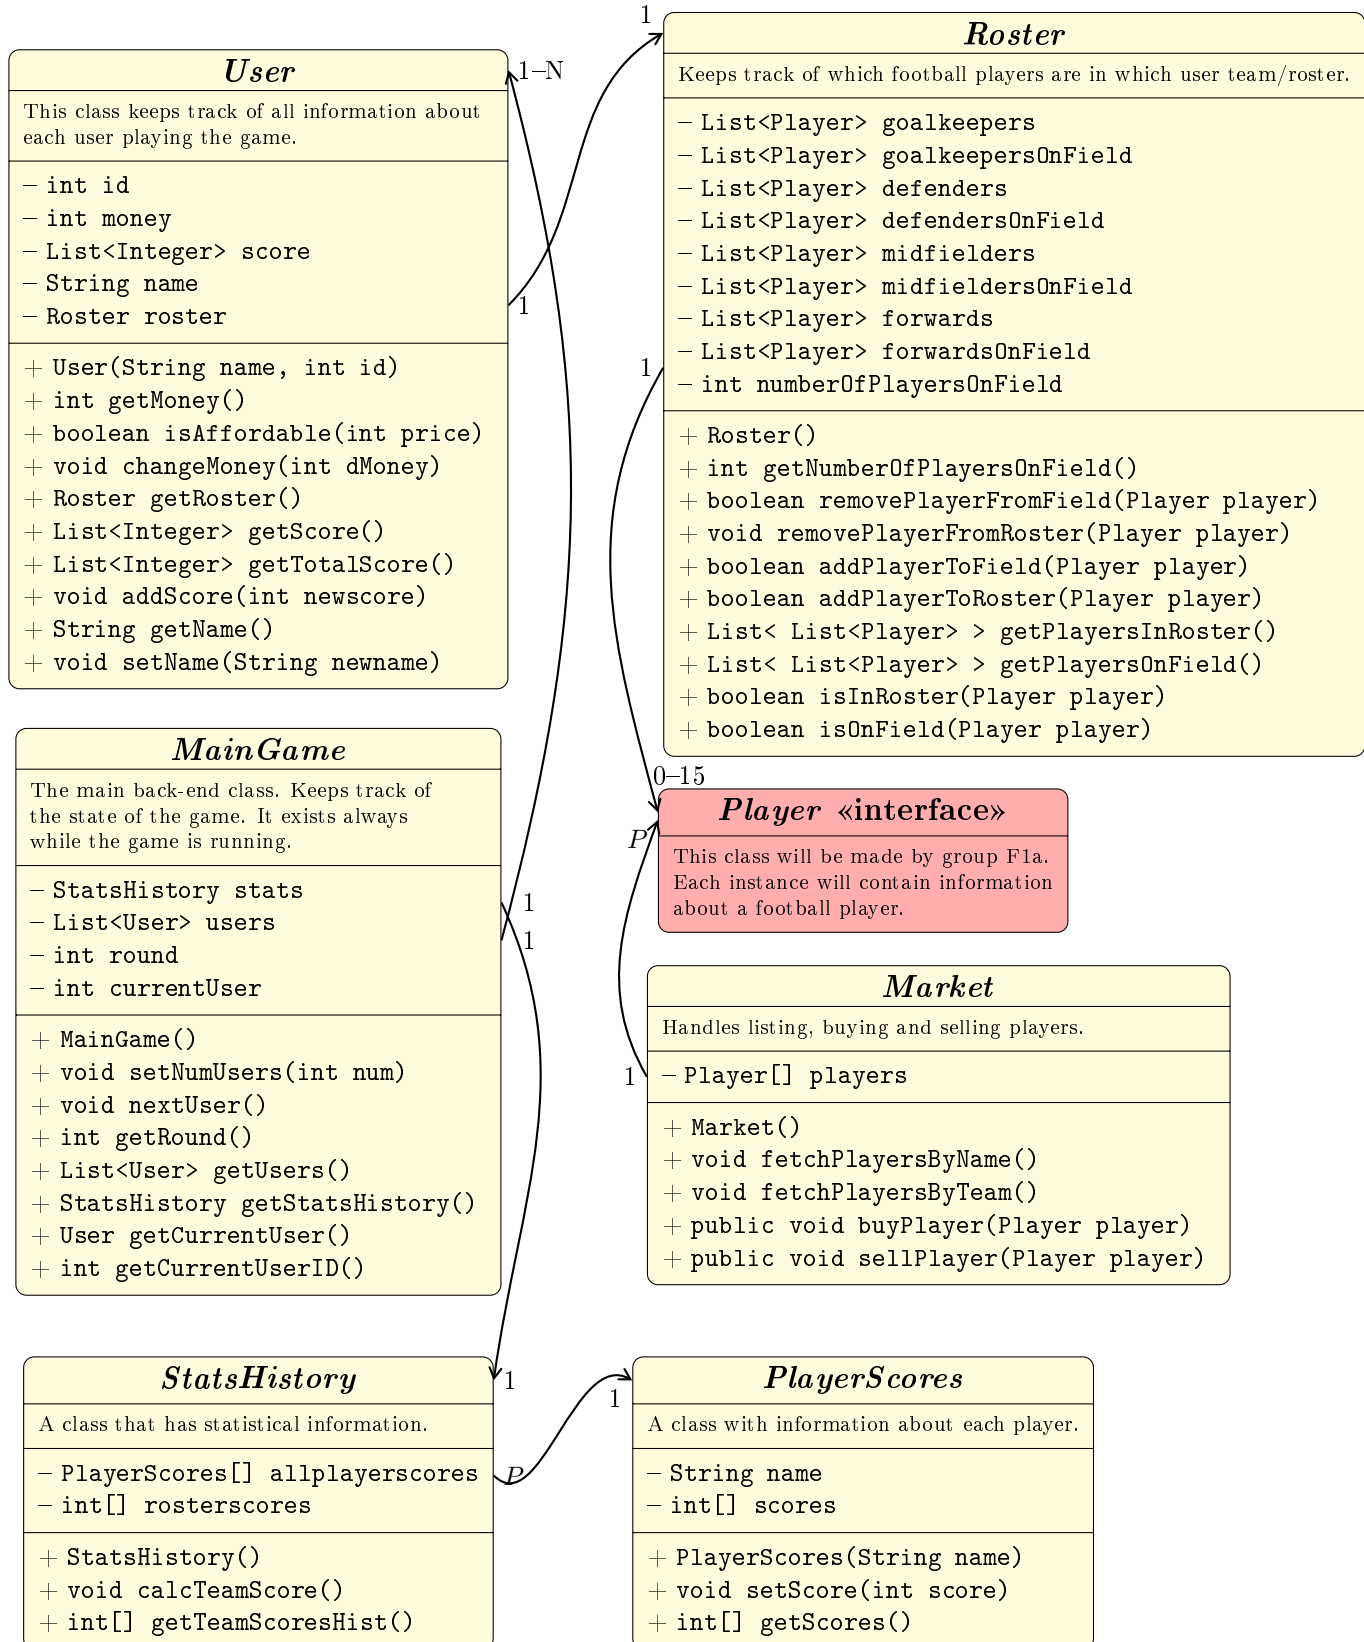 User
This class keeps track of all information about
each user playing the game.
– int id
– int money
– List<Integer> score
– String name
– Roster roster
+ User(String name, int id)
+ int getMoney()
+ boolean isAffordable(int price)
+ void changeMoney(int dMoney)
+ Roster getRoster()
+ List<Integer> getScore()
+ List<Integer> getTotalScore()
+ void addScore(int newscore)
+ String getName()
+ void setName(String newname)
1–N
1
1
Roster
Keeps track of which football players are in which user team/roster.
– List<Player> goalkeepers
– List<Player> goalkeepersOnField
– List<Player> defenders
– List<Player> defendersOnField
– List<Player> midfielders
– List<Player> midfieldersOnField
– List<Player> forwards
– List<Player> forwardsOnField
– int numberOfPlayersOnField
+ Roster()
+ int getNumberOfPlayersOnField()
+ boolean removePlayerFromField(Player player)
+ void removePlayerFromRoster(Player player)
+ boolean addPlayerToField(Player player)
+ boolean addPlayerToRoster(Player player)
+ List< List<Player> > getPlayersInRoster()
+ List< List<Player> > getPlayersOnField()
+ boolean isInRoster(Player player)
+ boolean isOnField(Player player)
1
0–15
MainGame
The main back-end class. Keeps track of
the state of the game. It exists always
while the game is running.
– StatsHistory stats
– List<User> users
– int round
– int currentUser
+ MainGame()
+ void setNumUsers(int num)
+ void nextUser()
+ int getRound()
+ List<User> getUsers()
+ StatsHistory getStatsHistory()
+ User getCurrentUser()
+ int getCurrentUserID()
1
1
Player «interface»
This class will be made by group F1a.
Each instance will contain information
about a football player.
P
Market
Handles listing, buying and selling players.
– Player[] players
+ Market()
+ void fetchPlayersByName()
+ void fetchPlayersByTeam()
+ public void buyPlayer(Player player)
+ public void sellPlayer(Player player)
1
StatsHistory
A class that has statistical information.
– PlayerScores[] allplayerscores
– int[] rosterscores
+ StatsHistory()
+ void calcTeamScore()
+ int[] getTeamScoresHist()
1
P
1
PlayerScores
A class with information about each player.
– String name
– int[] scores
+ PlayerScores(String name)
+ void setScore(int score)
+ int[] getScores()